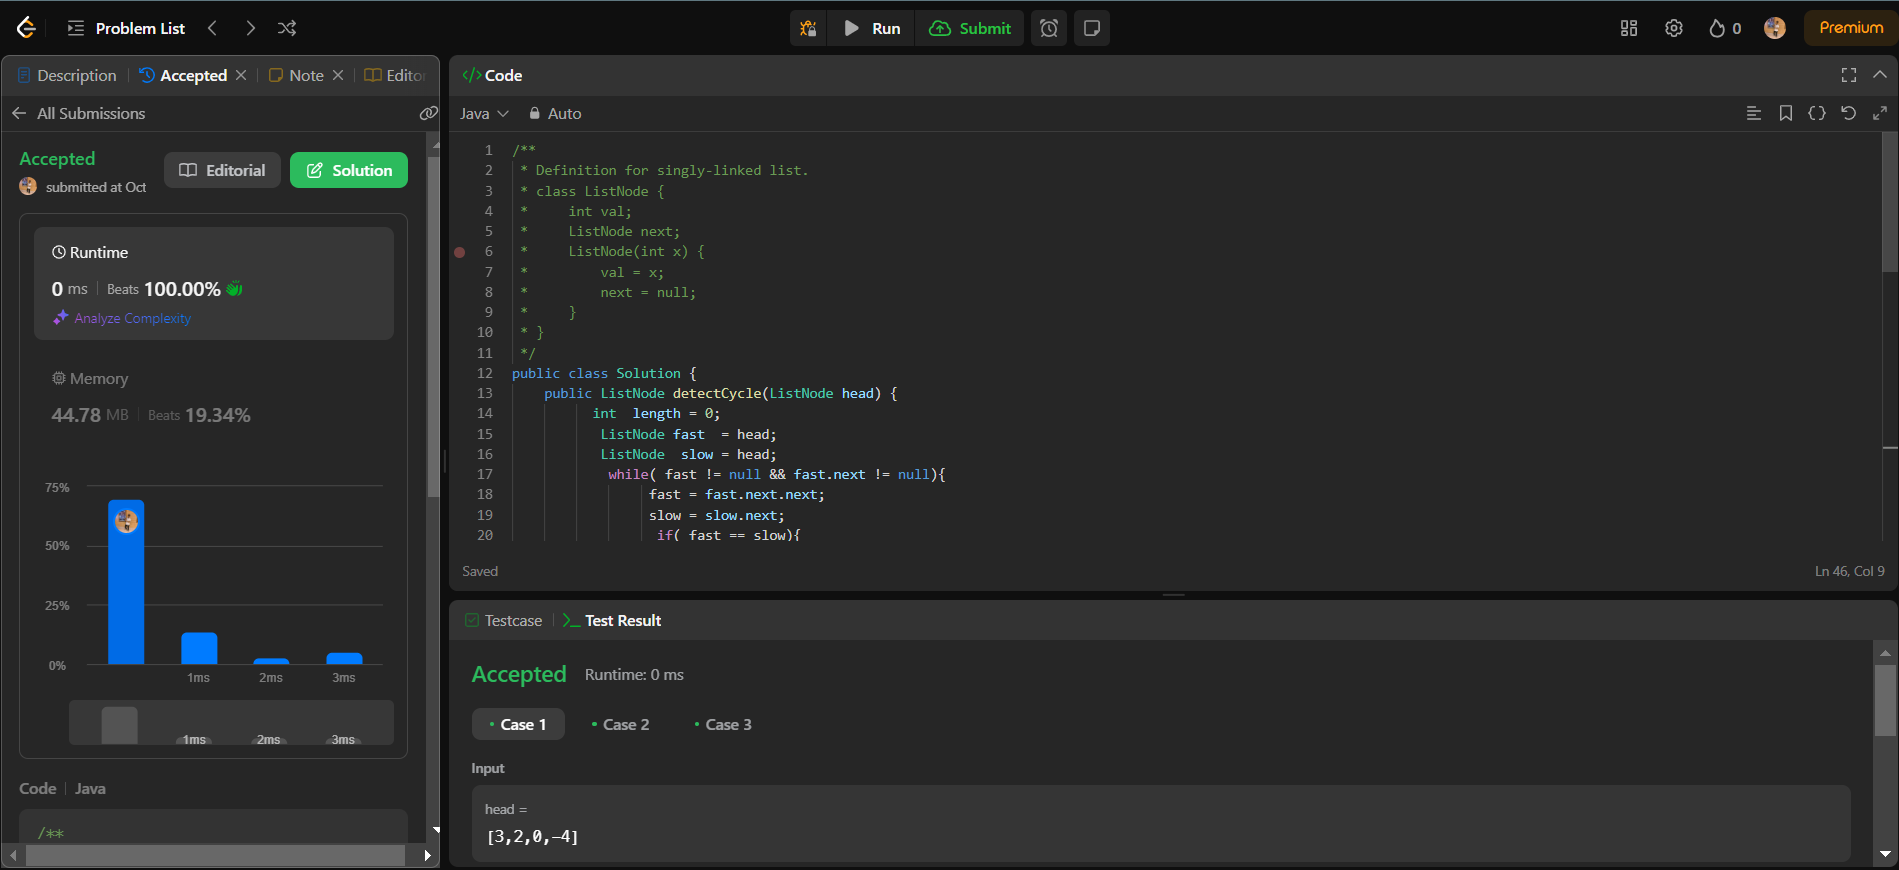 Problem List
Run
Submit
0
Premium
Description
Accepted
Note
Editor
All Submissions
Accepted
submitted at Oct
Editorial
Solution
Runtime
0 ms
Beats 100.00%
Analyze Complexity
Memory
44.78 MB
Beats 19.34%
75%
50%
25%
0%
1ms 2ms 3ms
1ms 2ms 3ms
Code | Java
/**
</> Code
Java
Auto
1 /**
2 * Definition for singly-linked list.
3 * class ListNode {
4 *     int val;
5 *     ListNode next;
6 *     ListNode(int x) {
7 *         val = x;
8 *         next = null;
9 *     }
10 * }
11 */
12 public class Solution {
13     public ListNode detectCycle(ListNode head) {
14           int  length = 0;
15            ListNode fast  = head;
16            ListNode  slow = head;
17             while( fast != null && fast.next != null){
18                  fast = fast.next.next;
19                  slow = slow.next;
20                   if( fast == slow){
Saved
Ln 46, Col 9
Testcase
Test Result
Accepted
Runtime: 0 ms
Case 1
Case 2
Case 3
Input
head =
[3,2,0,-4]